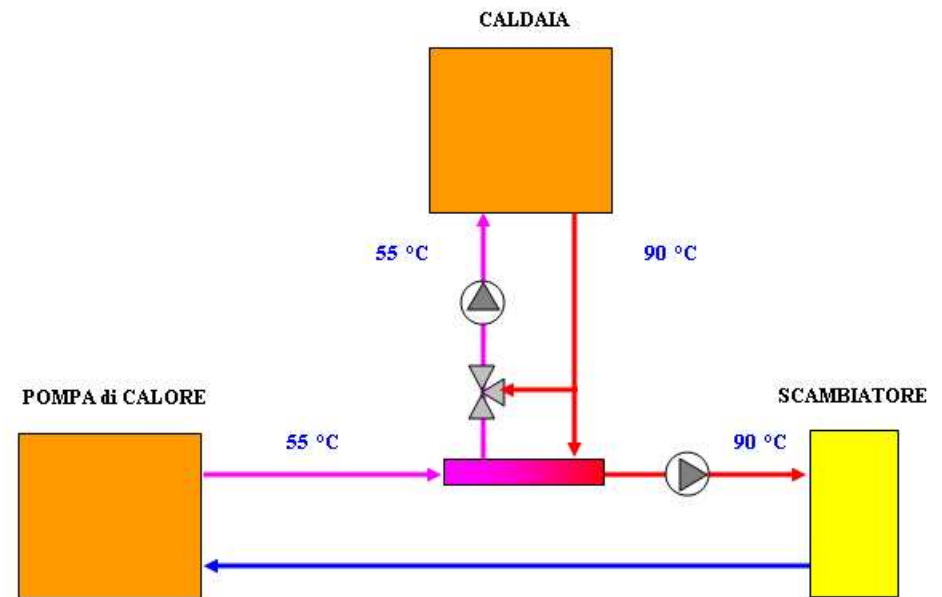 CALDAIA
55 °C
90 °C
POMPA di CALORE
SCAMBIATORE
55 °C
90 °C